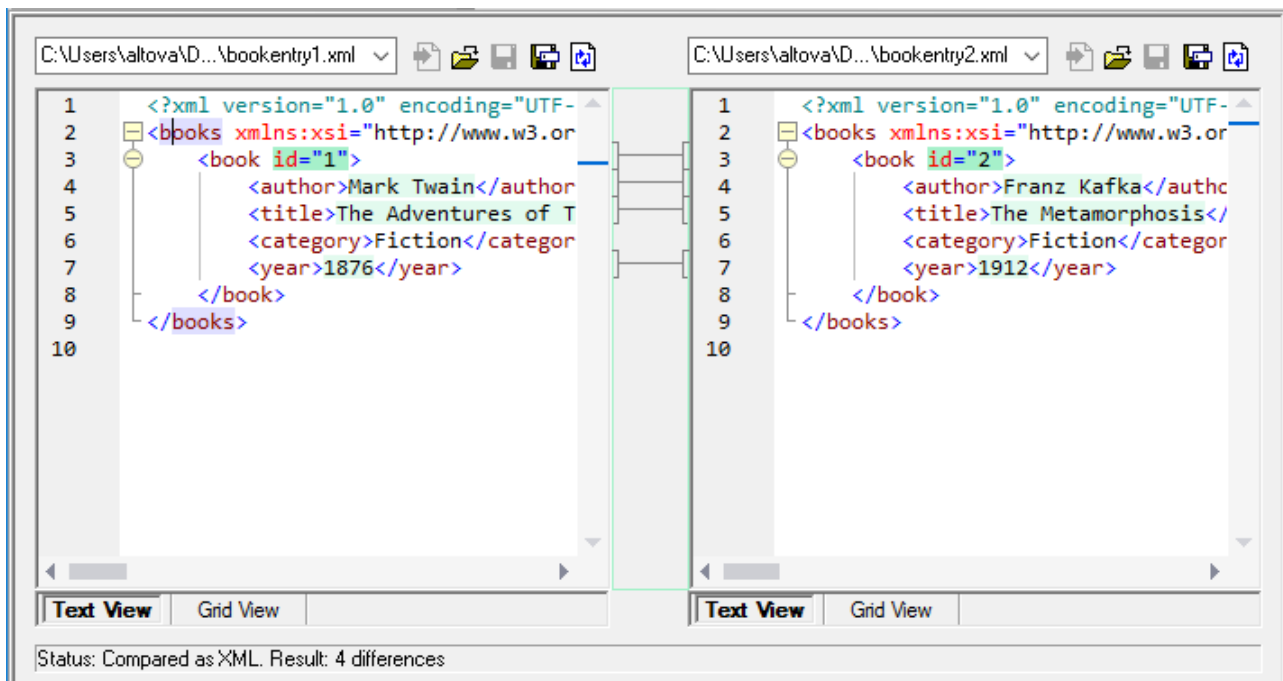 C:\Users\altova\D...\bookentry1.xml
1 <?xml version="1.0" encoding="UTF-
2 <books xmlns:xsi="http://www.w3.or
3 <book id="1">
4 <author>Mark Twain</author
5 <title>The Adventures of T
6 <category>Fiction</categor
7 <year>1876</year>
8 </book>
9 </books>
10
Text View Grid View
C:\Users\altova\D...\bookentry2.xml
1 <?xml version="1.0" encoding="UTF-
2 <books xmlns:xsi="http://www.w3.or
3 <book id="2">
4 <author>Franz Kafka</autho
5 <title>The Metamorphosis</
6 <category>Fiction</categor
7 <year>1912</year>
8 </book>
9 </books>
10
Text View Grid View
Status: Compared as XML. Result: 4 differences